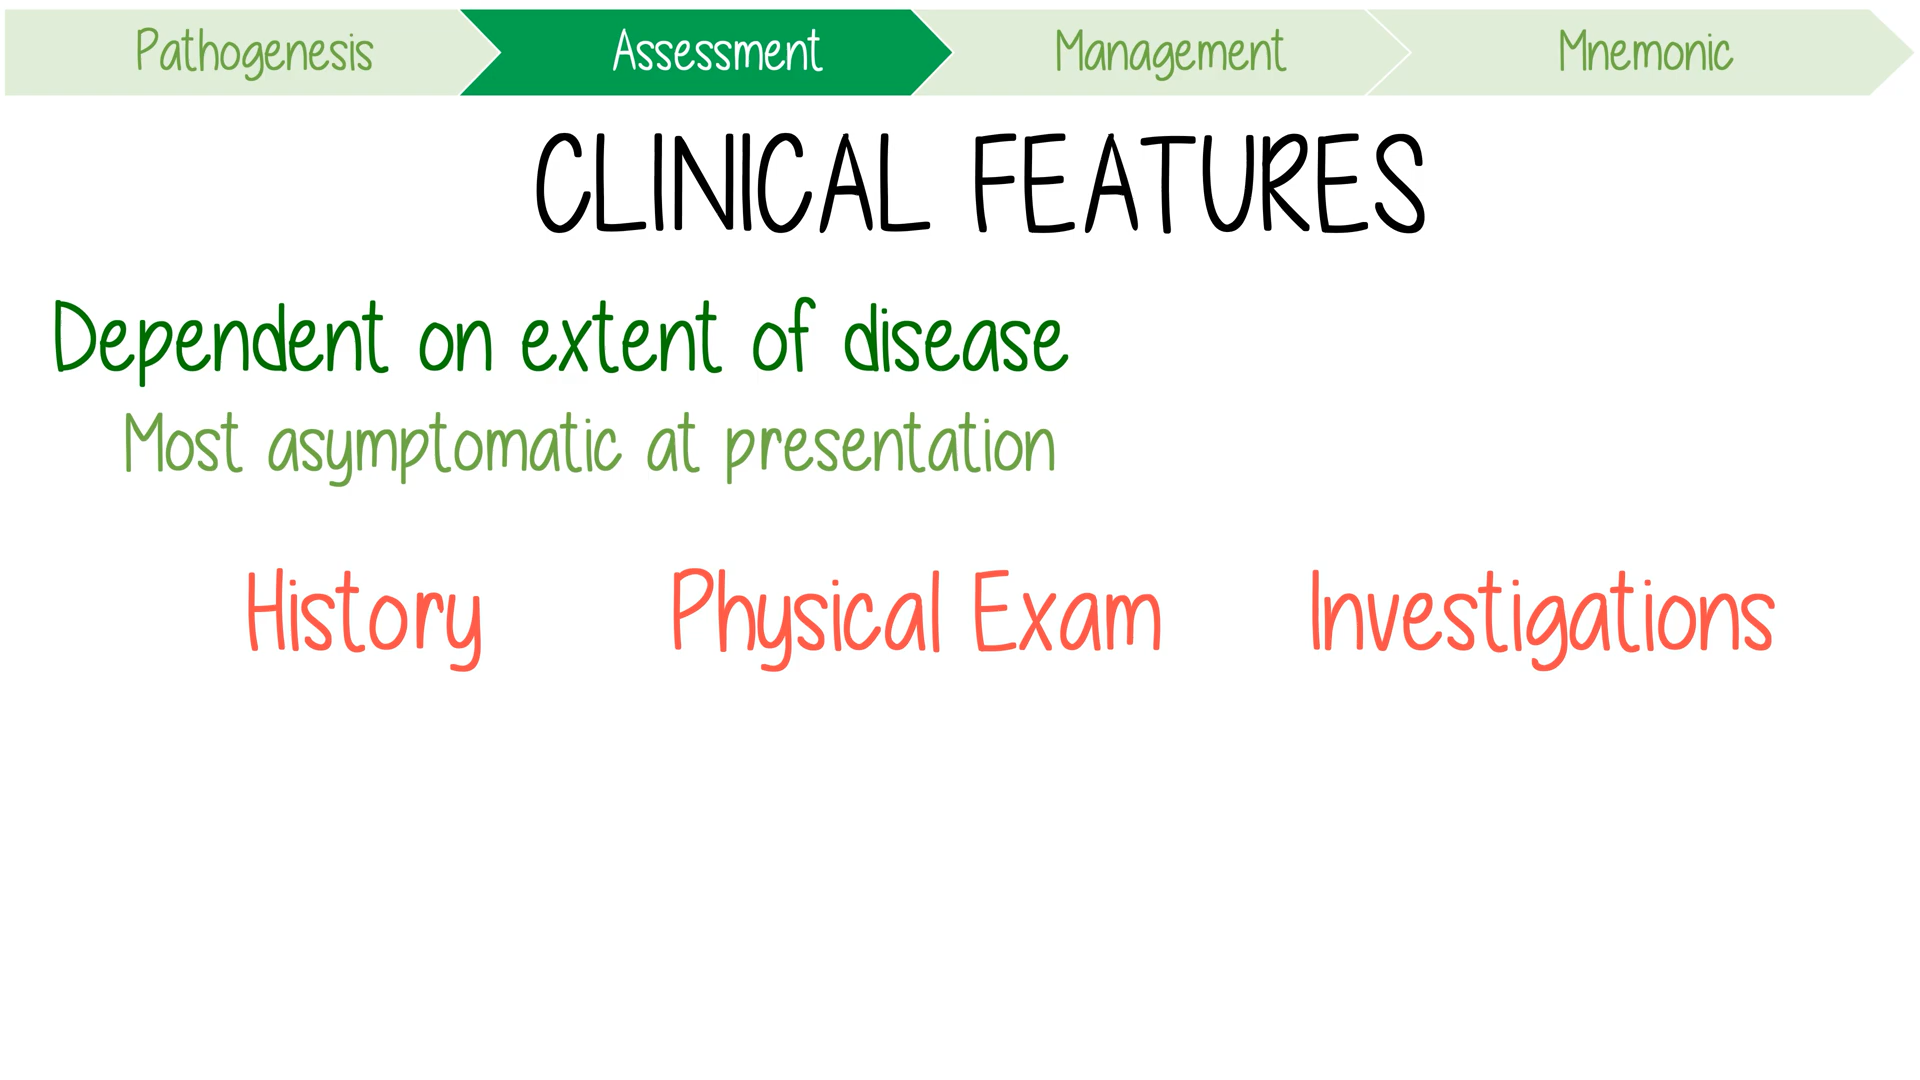 Pathogenesis Assessment Management Mnemonic
CLINICAL FEATURES
Dependent on extent of disease
Most asymptomatic at presentation
History Physical Exam Investigations